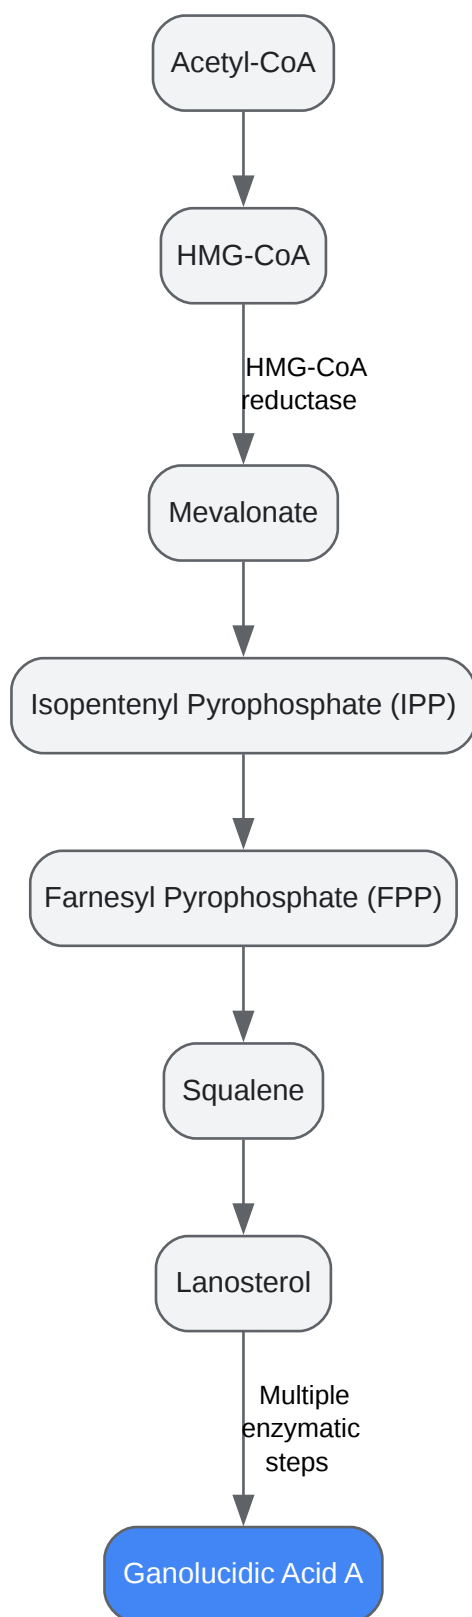 Acetyl-CoA
HMG-CoA
HMG-CoA
reductase
Mevalonate
Isopentenyl Pyrophosphate (IPP)
Farnesyl Pyrophosphate (FPP)
Squalene
Lanosterol
Multiple
enzymatic
steps
Ganolucidic Acid A